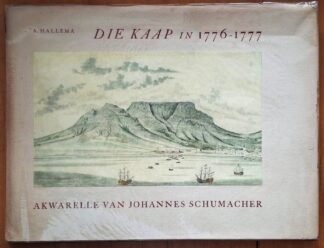 A. HALLEMA
DIE KAAP IN 1776-1777
AKWARELLE VAN JOHANNES SCHUMACHER